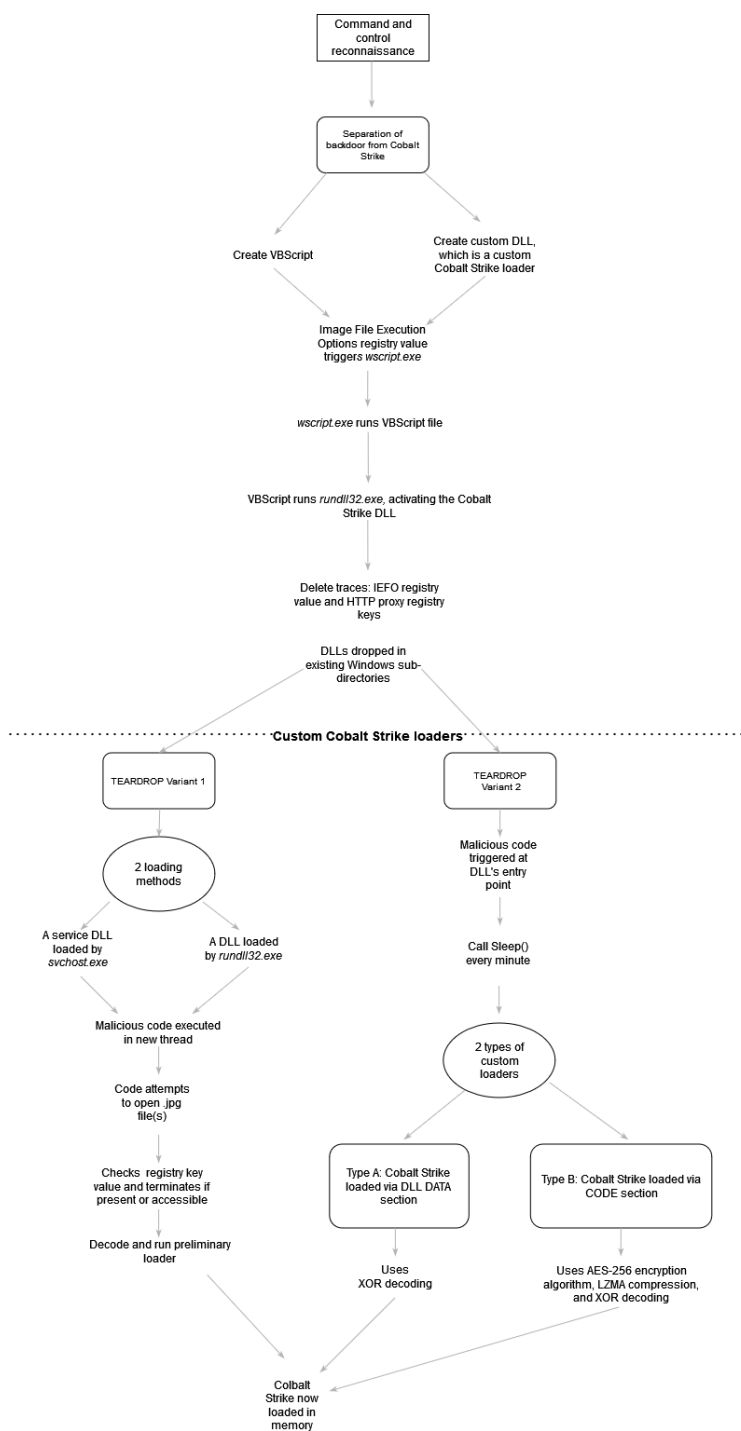 Command and
control
reconnaissance
Separation of
backdoor from Cobalt
Strike
Create VBScript
Create custom DLL,
which is a custom
Cobalt Strike loader
Image File Execution
Options registry value
triggers wscript.exe
wscript.exe runs VBScript file
VBScript runs rundll32.exe, activating the Cobalt
Strike DLL
Delete traces: IEFO registry
value and HTTP proxy registry
keys
DLLs dropped in
existing Windows sub-
directories
Custom Cobalt Strike loaders
TEARDROP Variant 1
2 loading
methods
A service DLL
loaded by
svchost.exe
A DLL loaded
by rundll32.exe
Malicious code executed
in new thread
Code attempts
to open .jpg
file(s)
Checks registry key
value and terminates if
present or accessible
Decode and run preliminary
loader
TEARDROP
Variant 2
Malicious code
triggered at
DLL's entry
point
Call Sleep()
every minute
2 types of
custom
loaders
Type A: Cobalt Strike
loaded via DLL DATA
section
Type B: Cobalt Strike loaded via
CODE section
Uses
XOR decoding
Uses AES-256 encryption
algorithm, LZMA compression,
and XOR decoding
Colbalt
Strike now
loaded in
memory